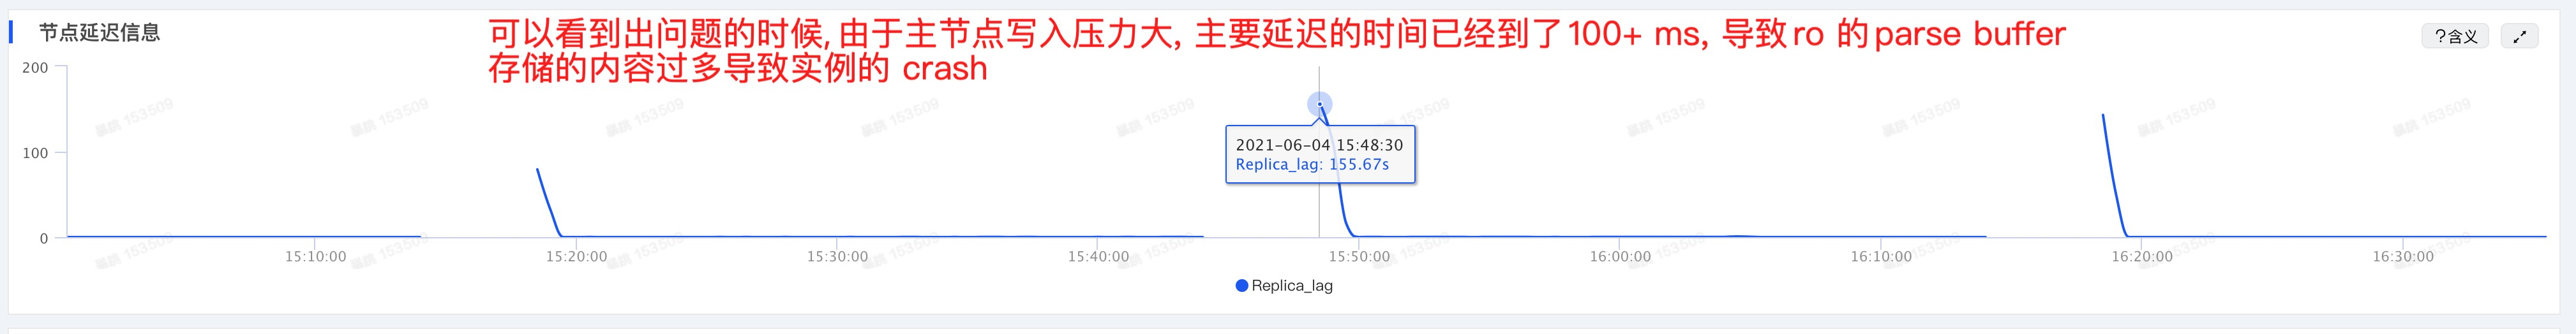 节点延迟信息
可以看到出问题的时候, 由于主节点写入压力大, 主要延迟的时间已经到了100+ ms, 导致ro 的parse buffer
存储的内容过多导致实例的 crash
?含义
200
100
0
2021-06-04 15:48:30
Replica_lag: 155.67s
15:10:00
15:20:00
15:30:00
15:40:00
15:50:00
16:00:00
16:10:00
16:20:00
16:30:00
Replica_lag